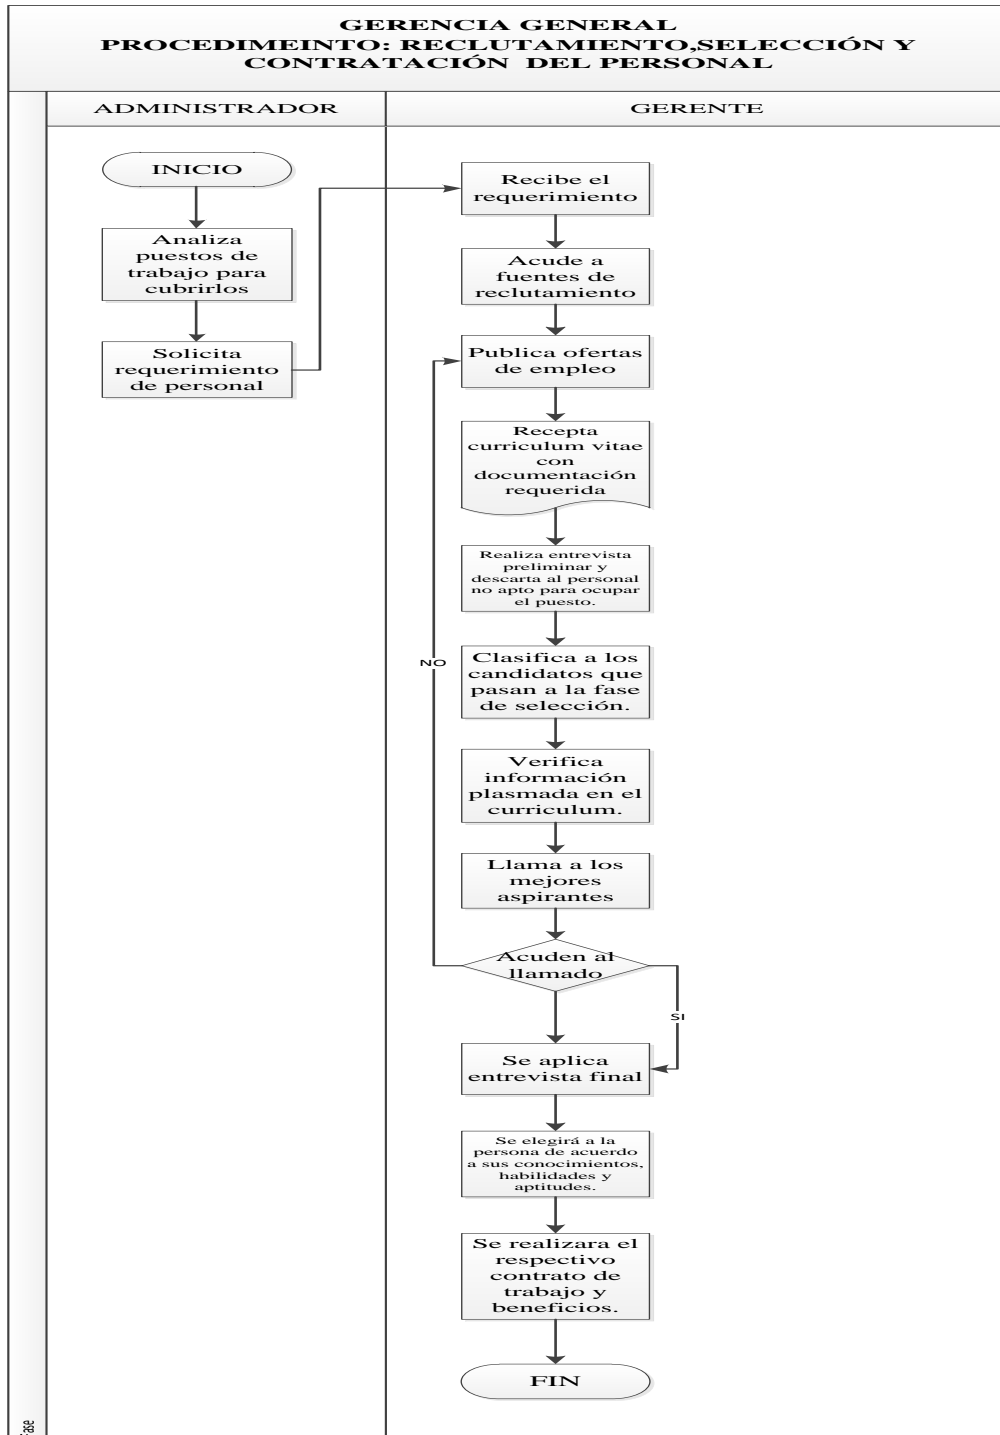 GERENCIA GENERAL
PROCEDIMEINTO: RECLUTAMIENTO,SELECCIÓN Y
CONTRATACIÓN DEL PERSONAL
ADMINISTRADOR
GERENTE
INICIO
Analiza
puestos de
trabajo para
cubrirlos
Solicita
requerimiento
de personal
Recibe el
requerimiento
Acude a
fuentes de
reclutamiento
Publica ofertas
de empleo
Recepta
curriculum vitae
con
documentación
requerida
Realiza entrevista
preliminar y
descarta al personal
no apto para ocupar
el puesto.
NO
Clasifica a los
candidatos que
pasan a la fase
de selección.
Verifica
información
plasmada en el
curriculum.
Llama a los
mejores
aspirantes
Acuden al
llamado
SI
Se aplica
entrevista final
Se elegirá a la
persona de acuerdo
a sus conocimientos,
habilidades y
aptitudes.
Se realizara el
respectivo
contrato de
trabajo y
beneficios.
FIN